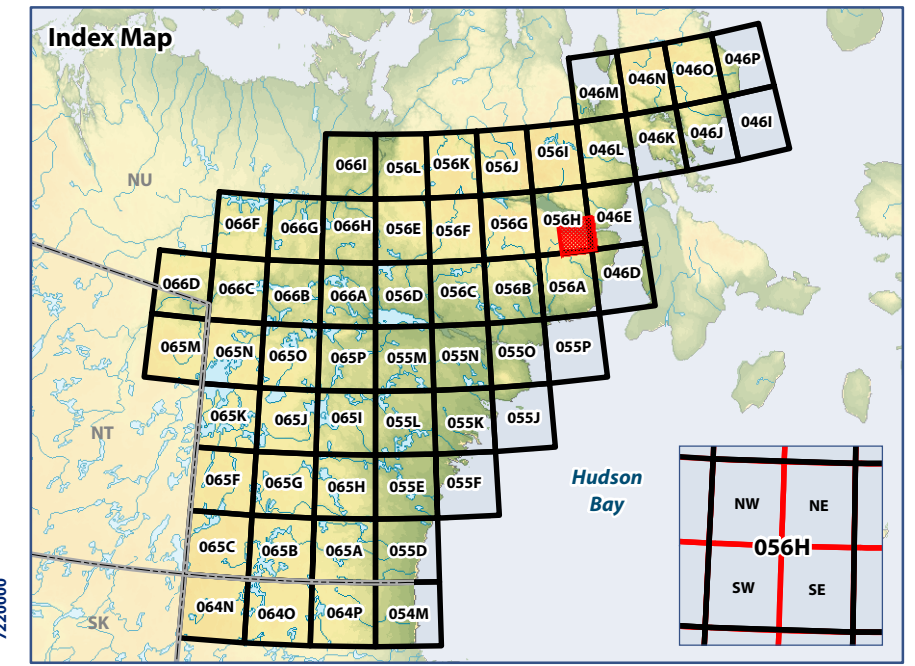 Index Map
046M 046N 046O 046P
046L 046K 046J 046I
066I 056L 056K 056J 056I
NU
066F 066G 066H 056E 056F 056G 056H 046E
066D 066C 066B 066A 056D 056C 056B 056A 046D
065M 065N 065O 065P 055M 055N 055O 055P
065K 065J 065I 055L 055K 055J
NT
065F 065G 065H 055E 055F
Hudson
Bay
065C 065B 065A 055D
064N 064O 064P 054M
SK
NW NE
056H
SW SE
7220000